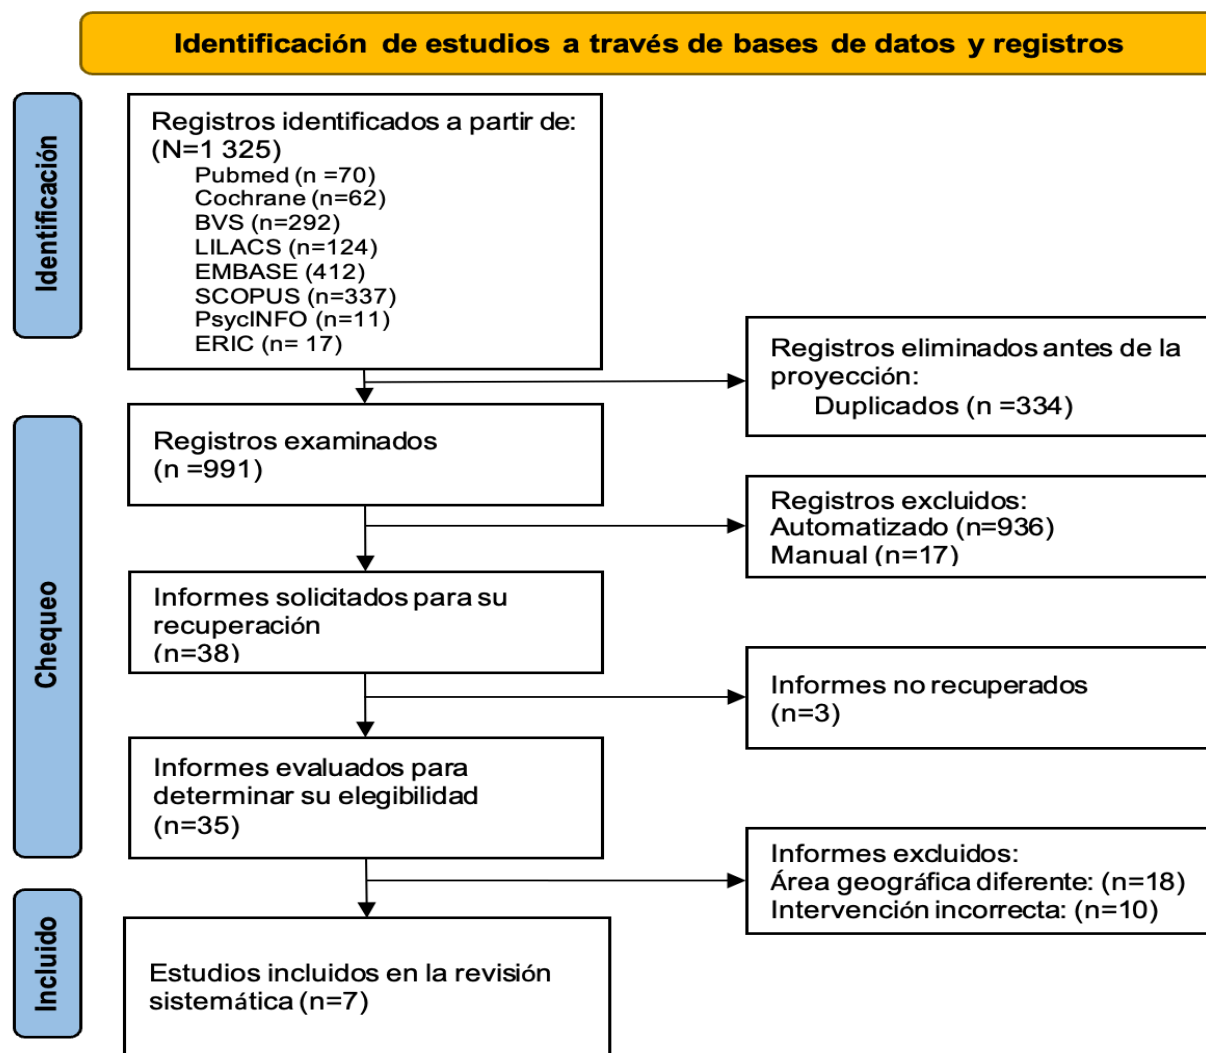 Identificación de estudios a través de bases de datos y registros
Identificación
Registros identificados a partir de:
(N=1 325)
Pubmed (n =70)
Cochrane (n=62)
BVS (n=292)
LILACS (n=124)
EMBASE (412)
SCOPUS (n=337)
PsycINFO (n=11)
ERIC (n= 17)
Registros eliminados antes de la
proyección:
Duplicados (n =334)
Chequeo
Registros examinados
(n =991)
Registros excluidos:
Automatizado (n=936)
Manual (n=17)
Informes solicitados para su
recuperación
(n=38)
Informes no recuperados
(n=3)
Informes evaluados para
determinar su elegibilidad
(n=35)
Informes excluidos:
Área geográfica diferente: (n=18)
Intervención incorrecta: (n=10)
Incluido
Estudios incluidos en la revisión
sistemática (n=7)